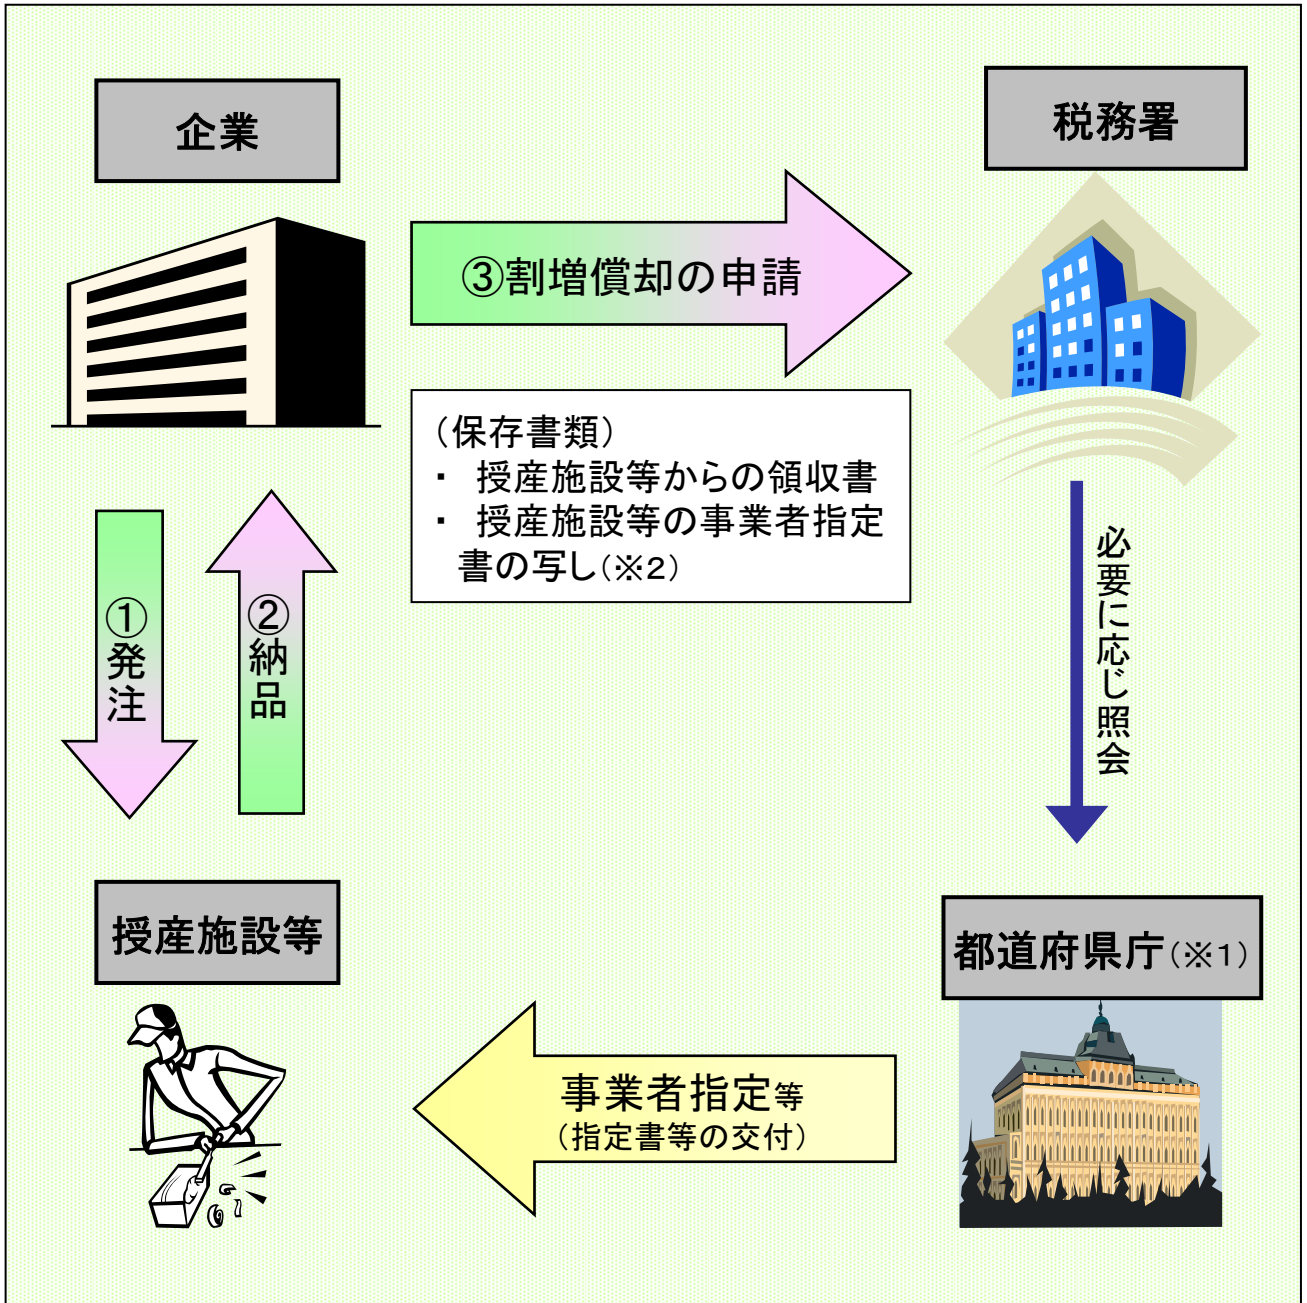 企業
税務署
③割増償却の申請
（保存書類）
・ 授産施設等からの領収書
・ 授産施設等の事業者指定
書の写し（※2）
①発注
②納品
必要に応じ照会
授産施設等
都道府県庁（※1）
事業者指定等
（指定書等の交付）